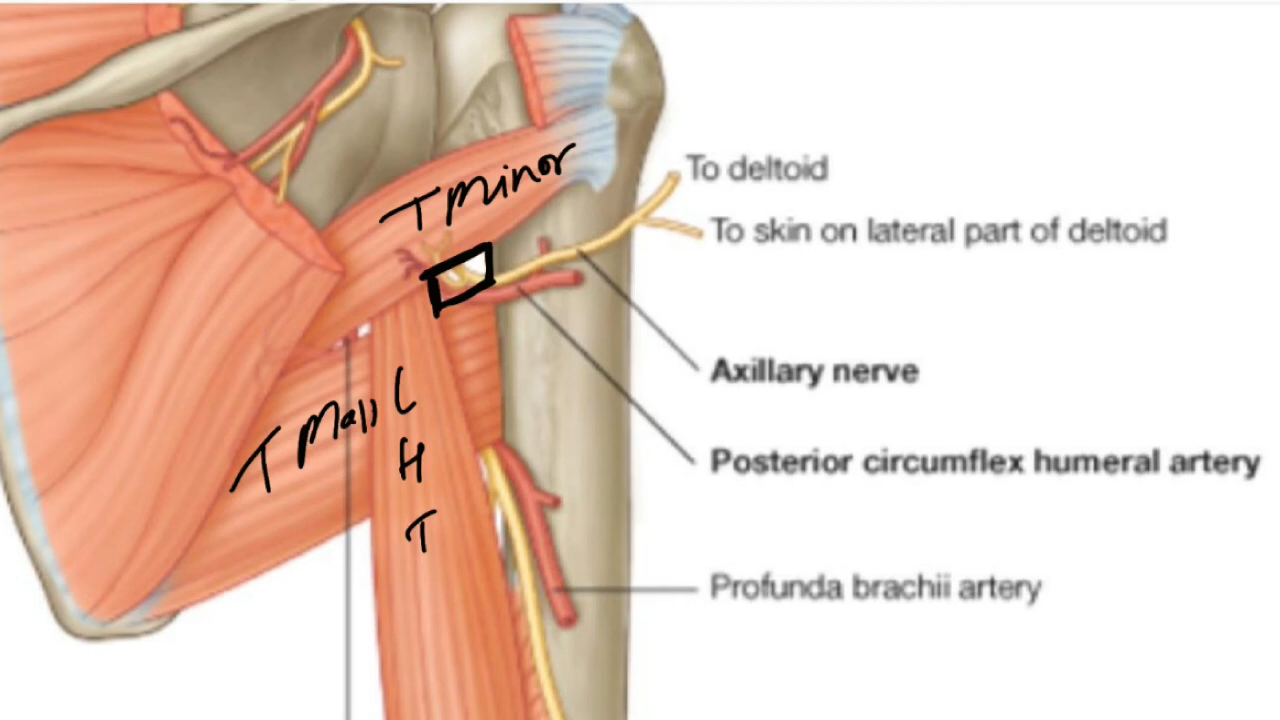 T Minor
To deltoid
To skin on lateral part of deltoid
Axillary nerve
T Maj
L
H
T
Posterior circumflex humeral artery
Profunda brachii artery